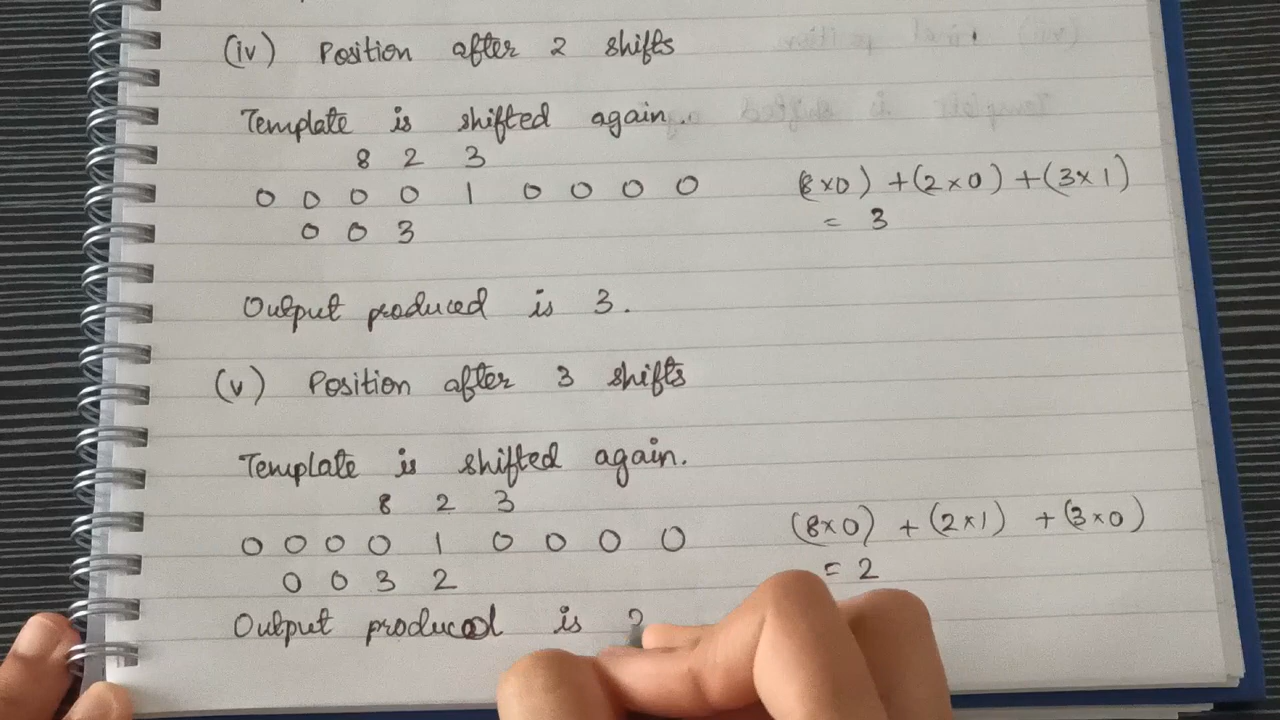 (iv) Position after 2 shifts
Template is shifted again.
8 2 3
0 0 0 0 1 0 0 0 0 (8×0) + (2×0) + (3×1)
0 0 3 = 3
Output produced is 3.
(v) Position after 3 shifts
Template is shifted again.
8 2 3
0 0 0 0 1 0 0 0 0 (8×0) + (2×1) + (3×0)
0 0 3 2 = 2
Output produced is